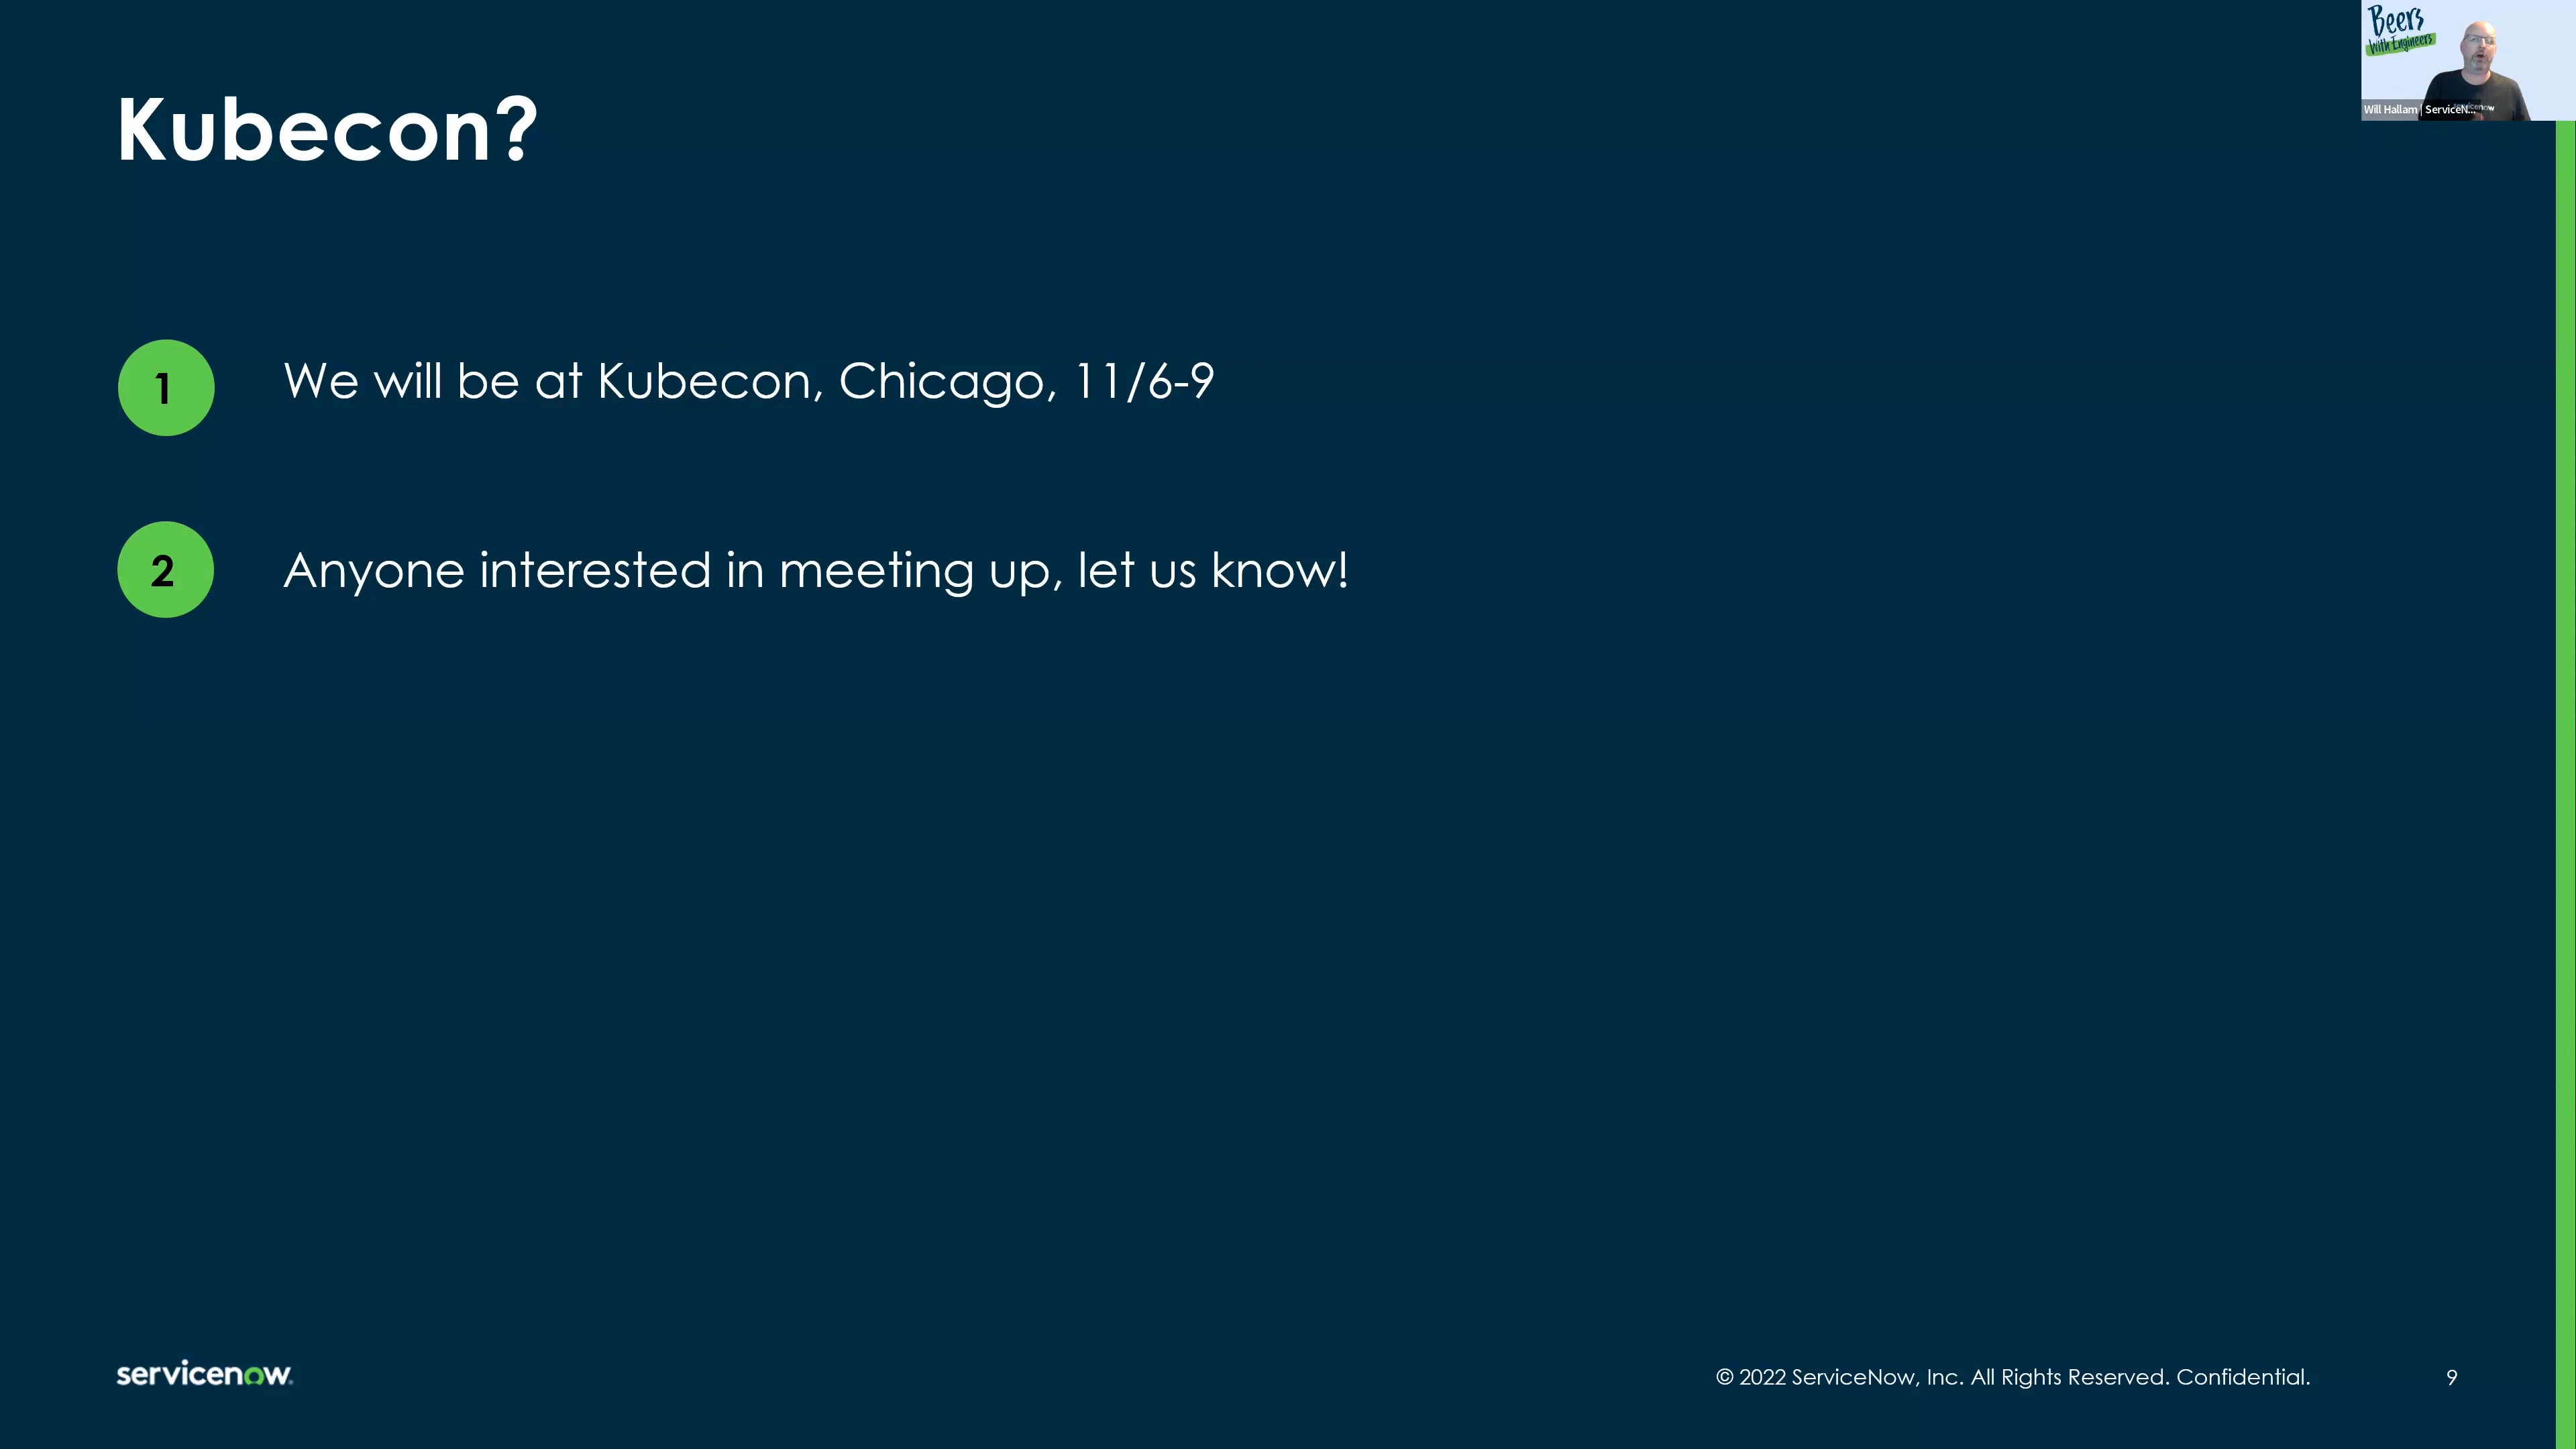 Kubecon?
Beers
With Engineers
Will Hallam | ServiceN...
1
We will be at Kubecon, Chicago, 11/6-9
2
Anyone interested in meeting up, let us know!
servicenow
© 2022 ServiceNow, Inc. All Rights Reserved. Confidential.
9